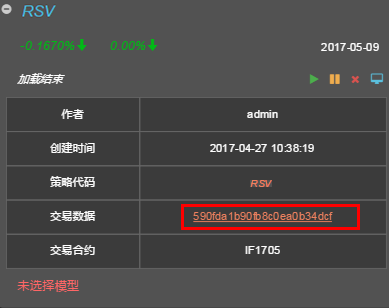 RSV
-0.1670% 0.00%
2017-05-09
加载结束
作者 admin
创建时间 2017-04-27 10:38:19
策略代码 RSV
交易数据 590fda1b90fb8c0ea0b34dcf
交易合约 IF1705
未选择模型